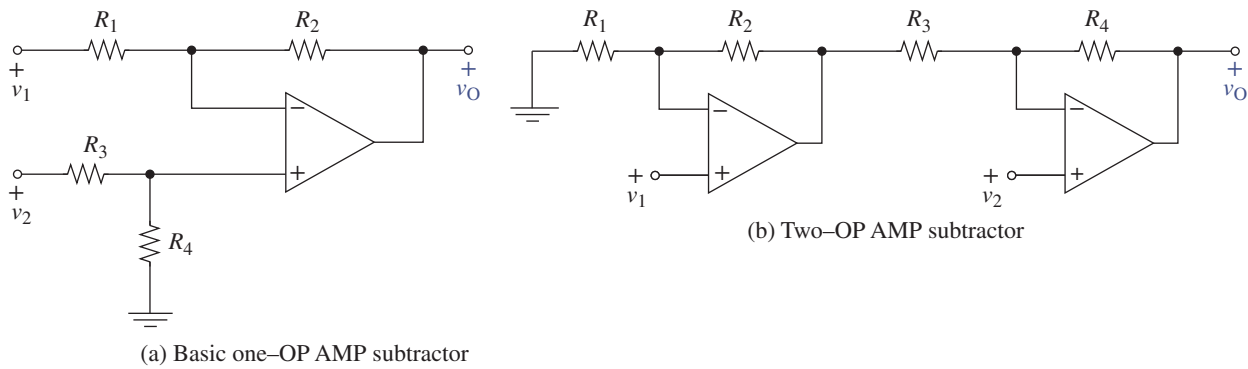 R1
R2
+
v1
−
+
+
vO
R3
+
v2
R4
(a) Basic one–OP AMP subtractor
R1
R2
R3
R4
−
+
+
v1
−
+
+
v2
+
vO
(b) Two–OP AMP subtractor